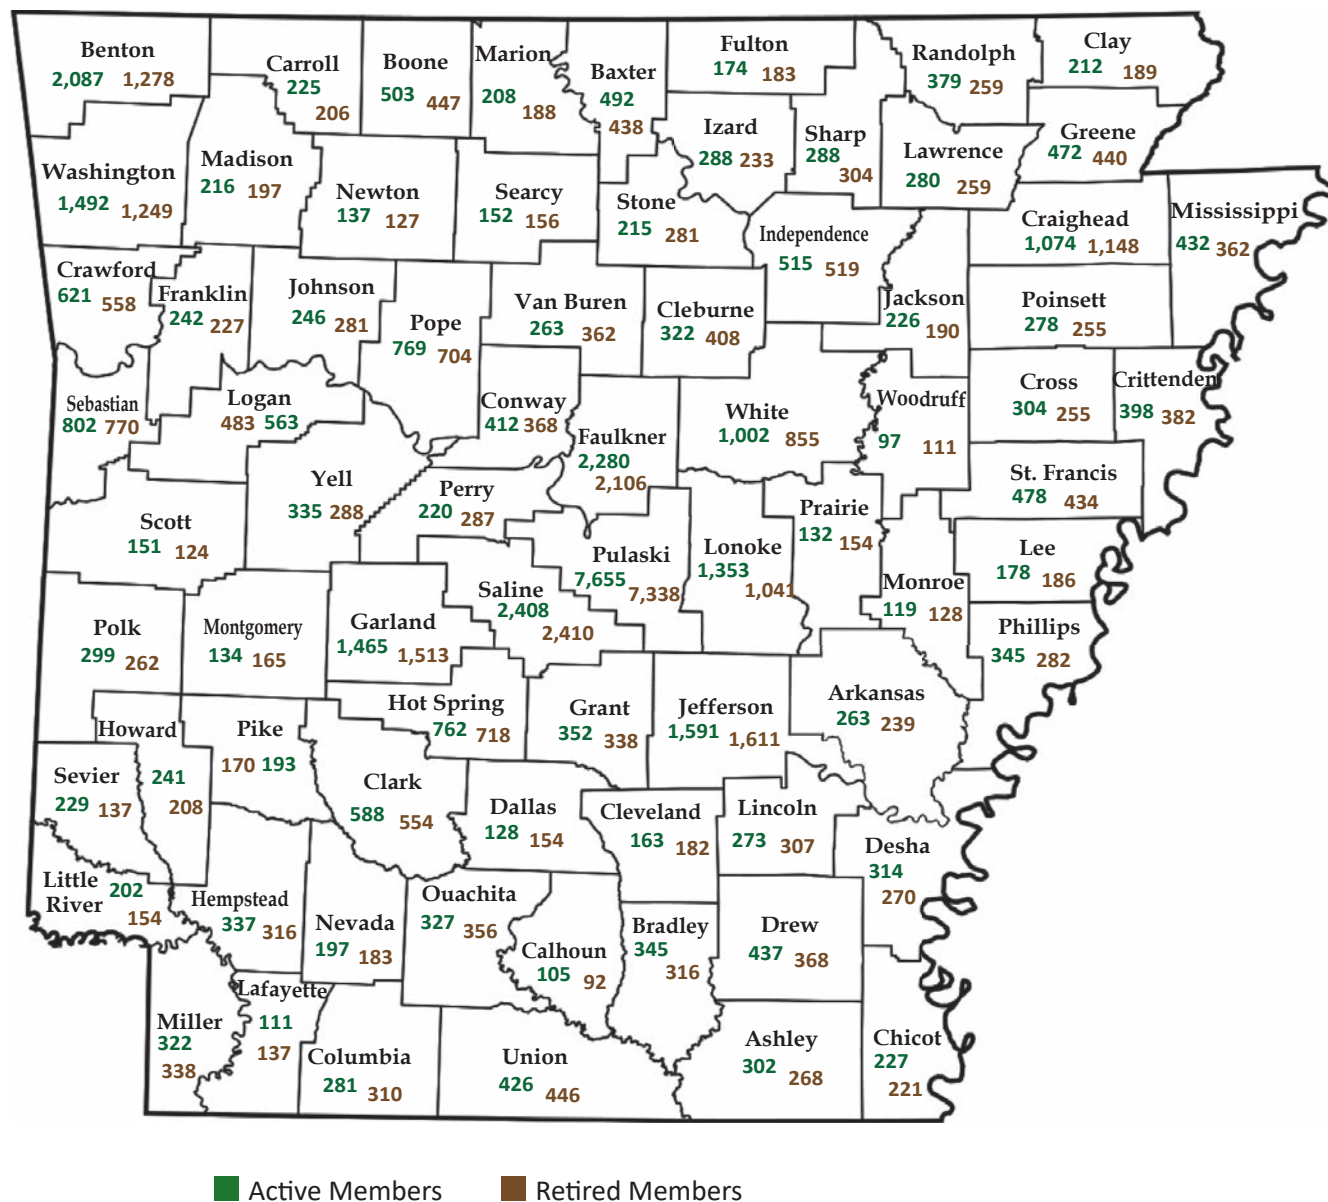 Benton
2,087 1,278
Carroll
225
206
Boone
503 447
Marion
208
188
Baxter
492
438
Fulton
174 183
Randolph
379 259
Clay
212 189
Washington
1,492 1,249
Madison
216 197
Newton
137 127
Searcy
152 156
Stone
215 281
Izard
288 233
Sharp
288
304
Lawrence
280 259
Greene
472 440
Independence
515 519
Craighead
1,074 1,148
Mississippi
432 362
Crawford
621 558
Franklin
242 227
Johnson
246 281
Pope
769 704
Van Buren
263 362
Cleburne
322 408
Jackson
226 190
Poinsett
278 255
Sebastian
802 770
Logan
483 563
Conway
412 368
Faulkner
2,280
2,106
White
1,002 855
Woodruff
97 111
Cross
304 255
Crittenden
398 382
Scott
151 124
Yell
335 288
Perry
220 287
Pulaski
7,655
7,338
Lonoke
1,353
1,041
Prairie
132 154
St. Francis
478 434
Lee
178 186
Polk
299 262
Montgomery
134 165
Garland
1,465 1,513
Saline
2,408
2,410
Monroe
119 128
Phillips
345 282
Howard
241
208
Pike
170 193
Hot Spring
762 718
Grant
352 338
Jefferson
1,591 1,611
Arkansas
263 239
Sevier
229 137
Clark
588 554
Dallas
128 154
Cleveland
163 182
Lincoln
273 307
Desha
314
270
Little
River
202
154
Hempstead
337 316
Nevada
197 183
Ouachita
327 356
Calhoun
105 92
Bradley
345
316
Drew
437 368
Miller
322
338
Lafayette
111
137
Columbia
281 310
Union
426 446
Ashley
302 268
Chicot
227
221
Active Members Retired Members